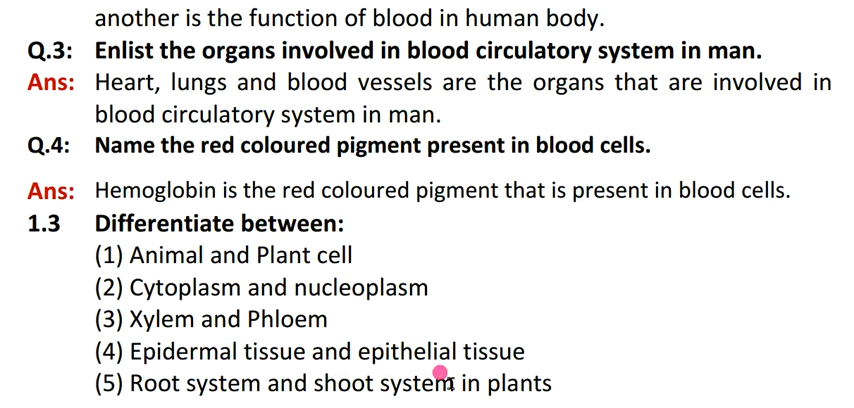 another is the function of blood in human body.
Q.3: Enlist the organs involved in blood circulatory system in man.
Ans: Heart, lungs and blood vessels are the organs that are involved in
blood circulatory system in man.
Q.4: Name the red coloured pigment present in blood cells.
Ans: Hemoglobin is the red coloured pigment that is present in blood cells.
1.3 Differentiate between:
(1) Animal and Plant cell
(2) Cytoplasm and nucleoplasm
(3) Xylem and Phloem
(4) Epidermal tissue and epithelial tissue
(5) Root system and shoot system in plants